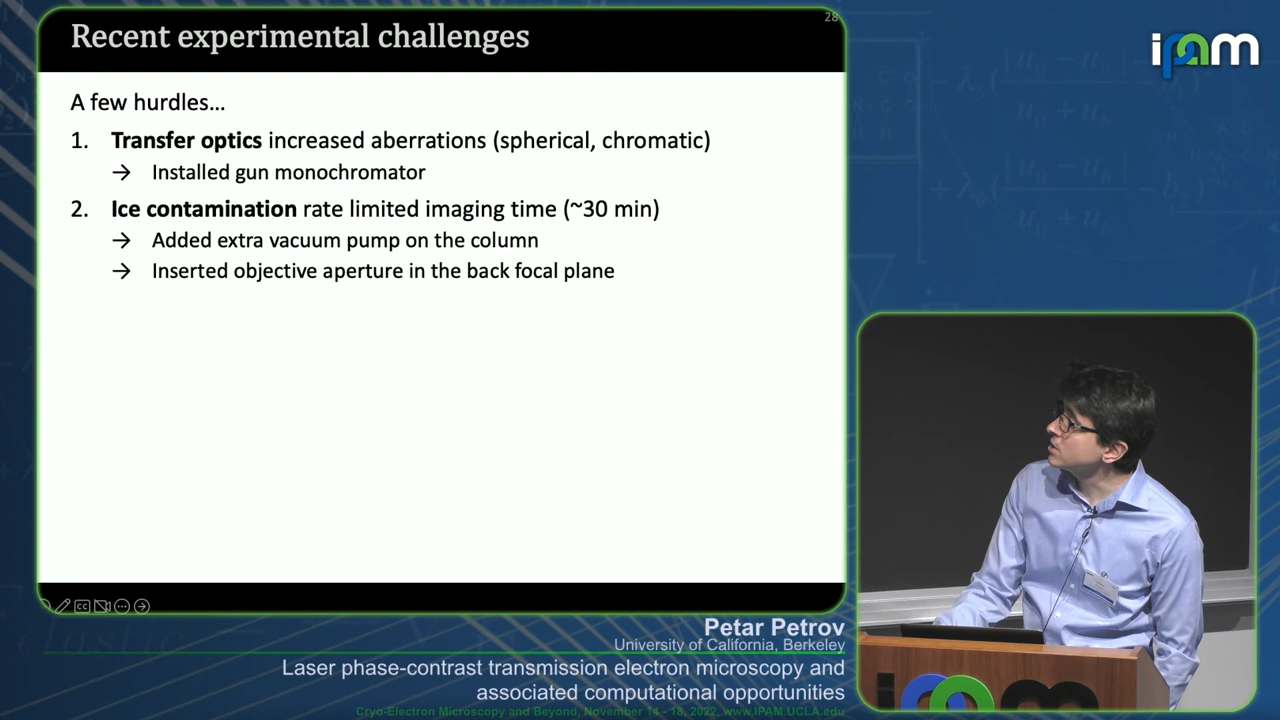 28
Recent experimental challenges
A few hurdles...
1. Transfer optics increased aberrations (spherical, chromatic)
→ Installed gun monochromator
2. Ice contamination rate limited imaging time (~30 min)
→ Added extra vacuum pump on the column
→ Inserted objective aperture in the back focal plane
ipam
CC
Petar Petrov
University of California, Berkeley
Laser phase-contrast transmission electron microscopy and
associated computational opportunities
Cryo-Electron Microscopy and Beyond, November 14 - 18, 2022, www.IPAM.UCLA.edu